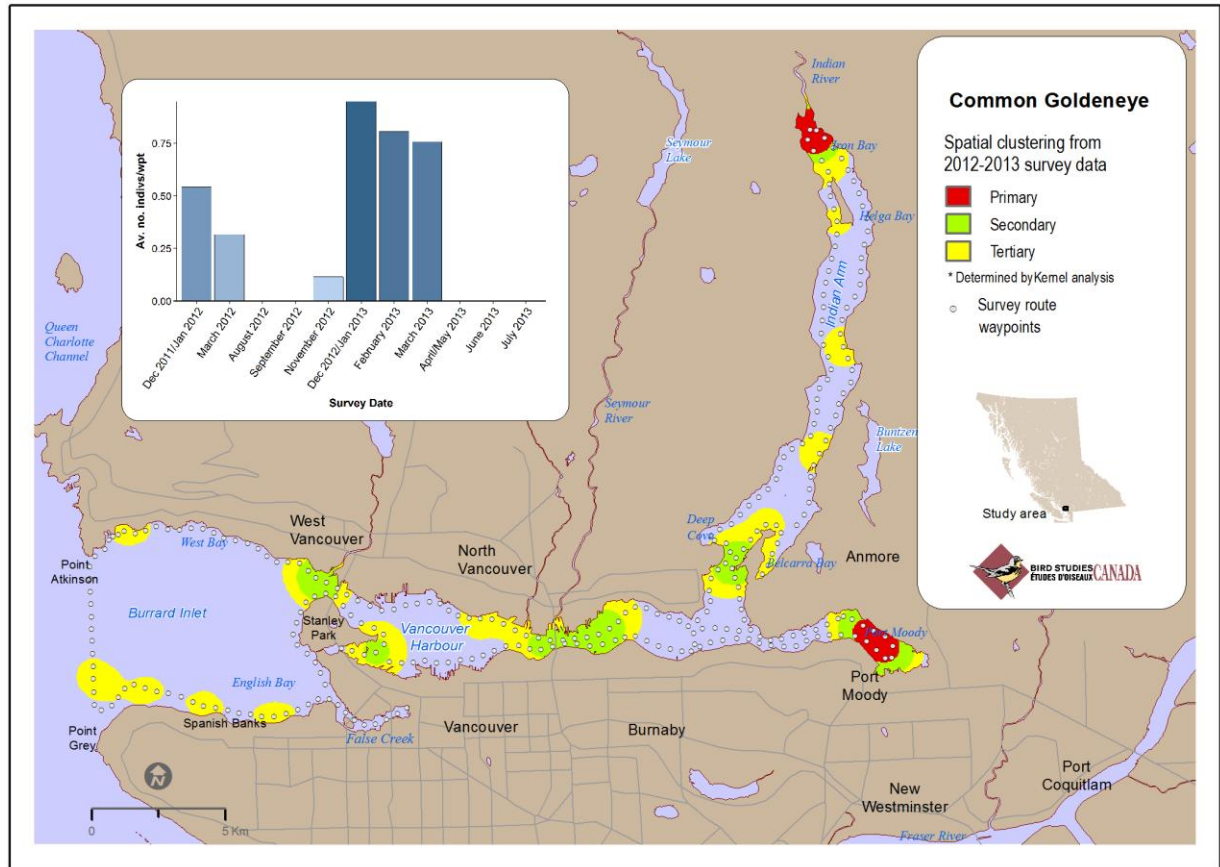 Av. no. indivs/wpt
0.75
0.50
0.25
0.00
Dec 2011/Jan 2012
March 2012
August 2012
September 2012
November 2012
Dec 2012/Jan 2013
February 2013
March 2013
April/May 2013
June 2013
July 2013
Survey Date
Common Goldeneye
Spatial clustering from
2012-2013 survey data
Primary
Secondary
Tertiary
* Determined by Kernel analysis
Survey route
waypoints
Study area
BIRD STUDIES
ÉTUDES D'OISEAUX
CANADA
Indian
River
Iron Bay
Helga Bay
Seymour
Lake
Queen
Charlotte
Channel
Indian Arm
Seymour
River
Buntzen
Lake
Deep
Cove
Belcarra Bay
Anmore
West
Vancouver
West Bay
North
Vancouver
Point
Atkinson
Burrard Inlet
Stanley
Park
Vancouver
Harbour
Port Moody
Port
Moody
English Bay
Spanish Banks
Point
Grey
False Creek
Vancouver
Burnaby
Port
Coquitlam
New
Westminster
Fraser River
N
0
5 Km